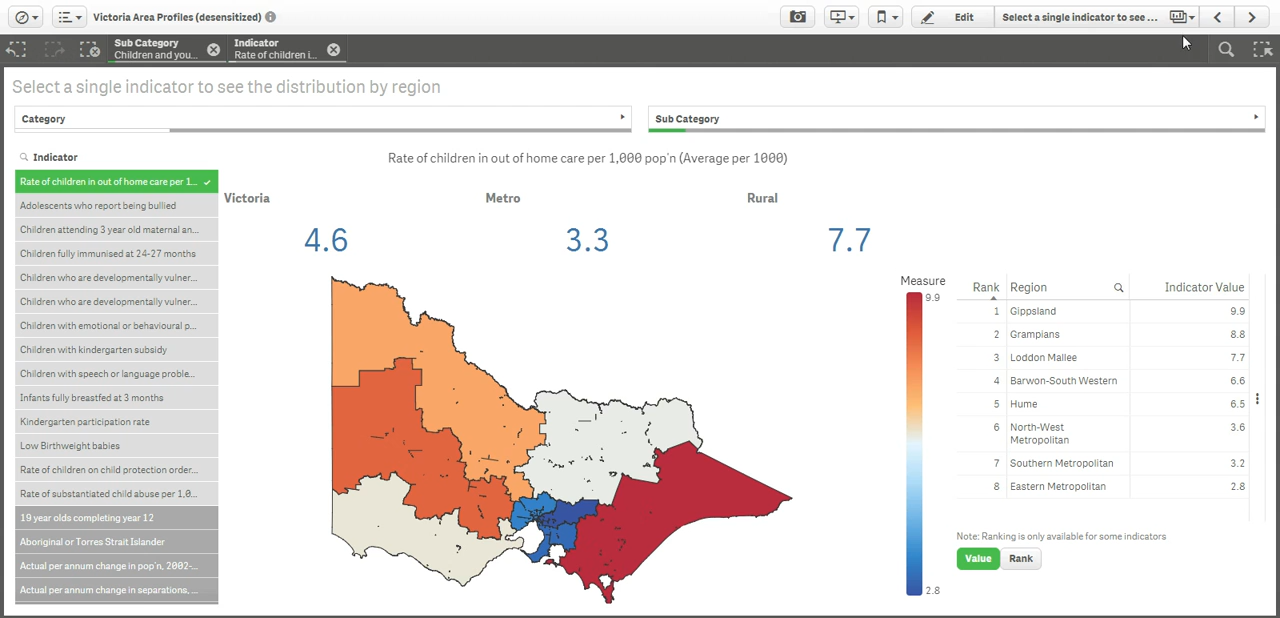 Victoria Area Profiles (desensitized)
Edit
Select a single indicator to see ...
Sub Category
Children and you...
Indicator
Rate of children i...
Select a single indicator to see the distribution by region
Category
Sub Category
Indicator
Rate of children in out of home care per 1...
Adolescents who report being bullied
Children attending 3 year old maternal an...
Children fully immunised at 24-27 months
Children who are developmentally vulner...
Children who are developmentally vulner...
Children with emotional or behavioural p...
Children with kindergarten subsidy
Children with speech or language proble...
Infants fully breastfed at 3 months
Kindergarten participation rate
Low Birthweight babies
Rate of children on child protection order...
Rate of substantiated child abuse per 1,0...
19 year olds completing year 12
Aboriginal or Torres Strait Islander
Actual per annum change in pop'n, 2002-...
Actual per annum change in separations, ...
Rate of children in out of home care per 1,000 pop'n (Average per 1000)
Victoria
Metro
Rural
4.6
3.3
7.7
Measure
9.9
2.8
Rank Region Indicator Value
1 Gippsland 9.9
2 Grampians 8.8
3 Loddon Mallee 7.7
4 Barwon-South Western 6.6
5 Hume 6.5
6 North-West 3.6
Metropolitan
7 Southern Metropolitan 3.2
8 Eastern Metropolitan 2.8
Note: Ranking is only available for some indicators
Value
Rank